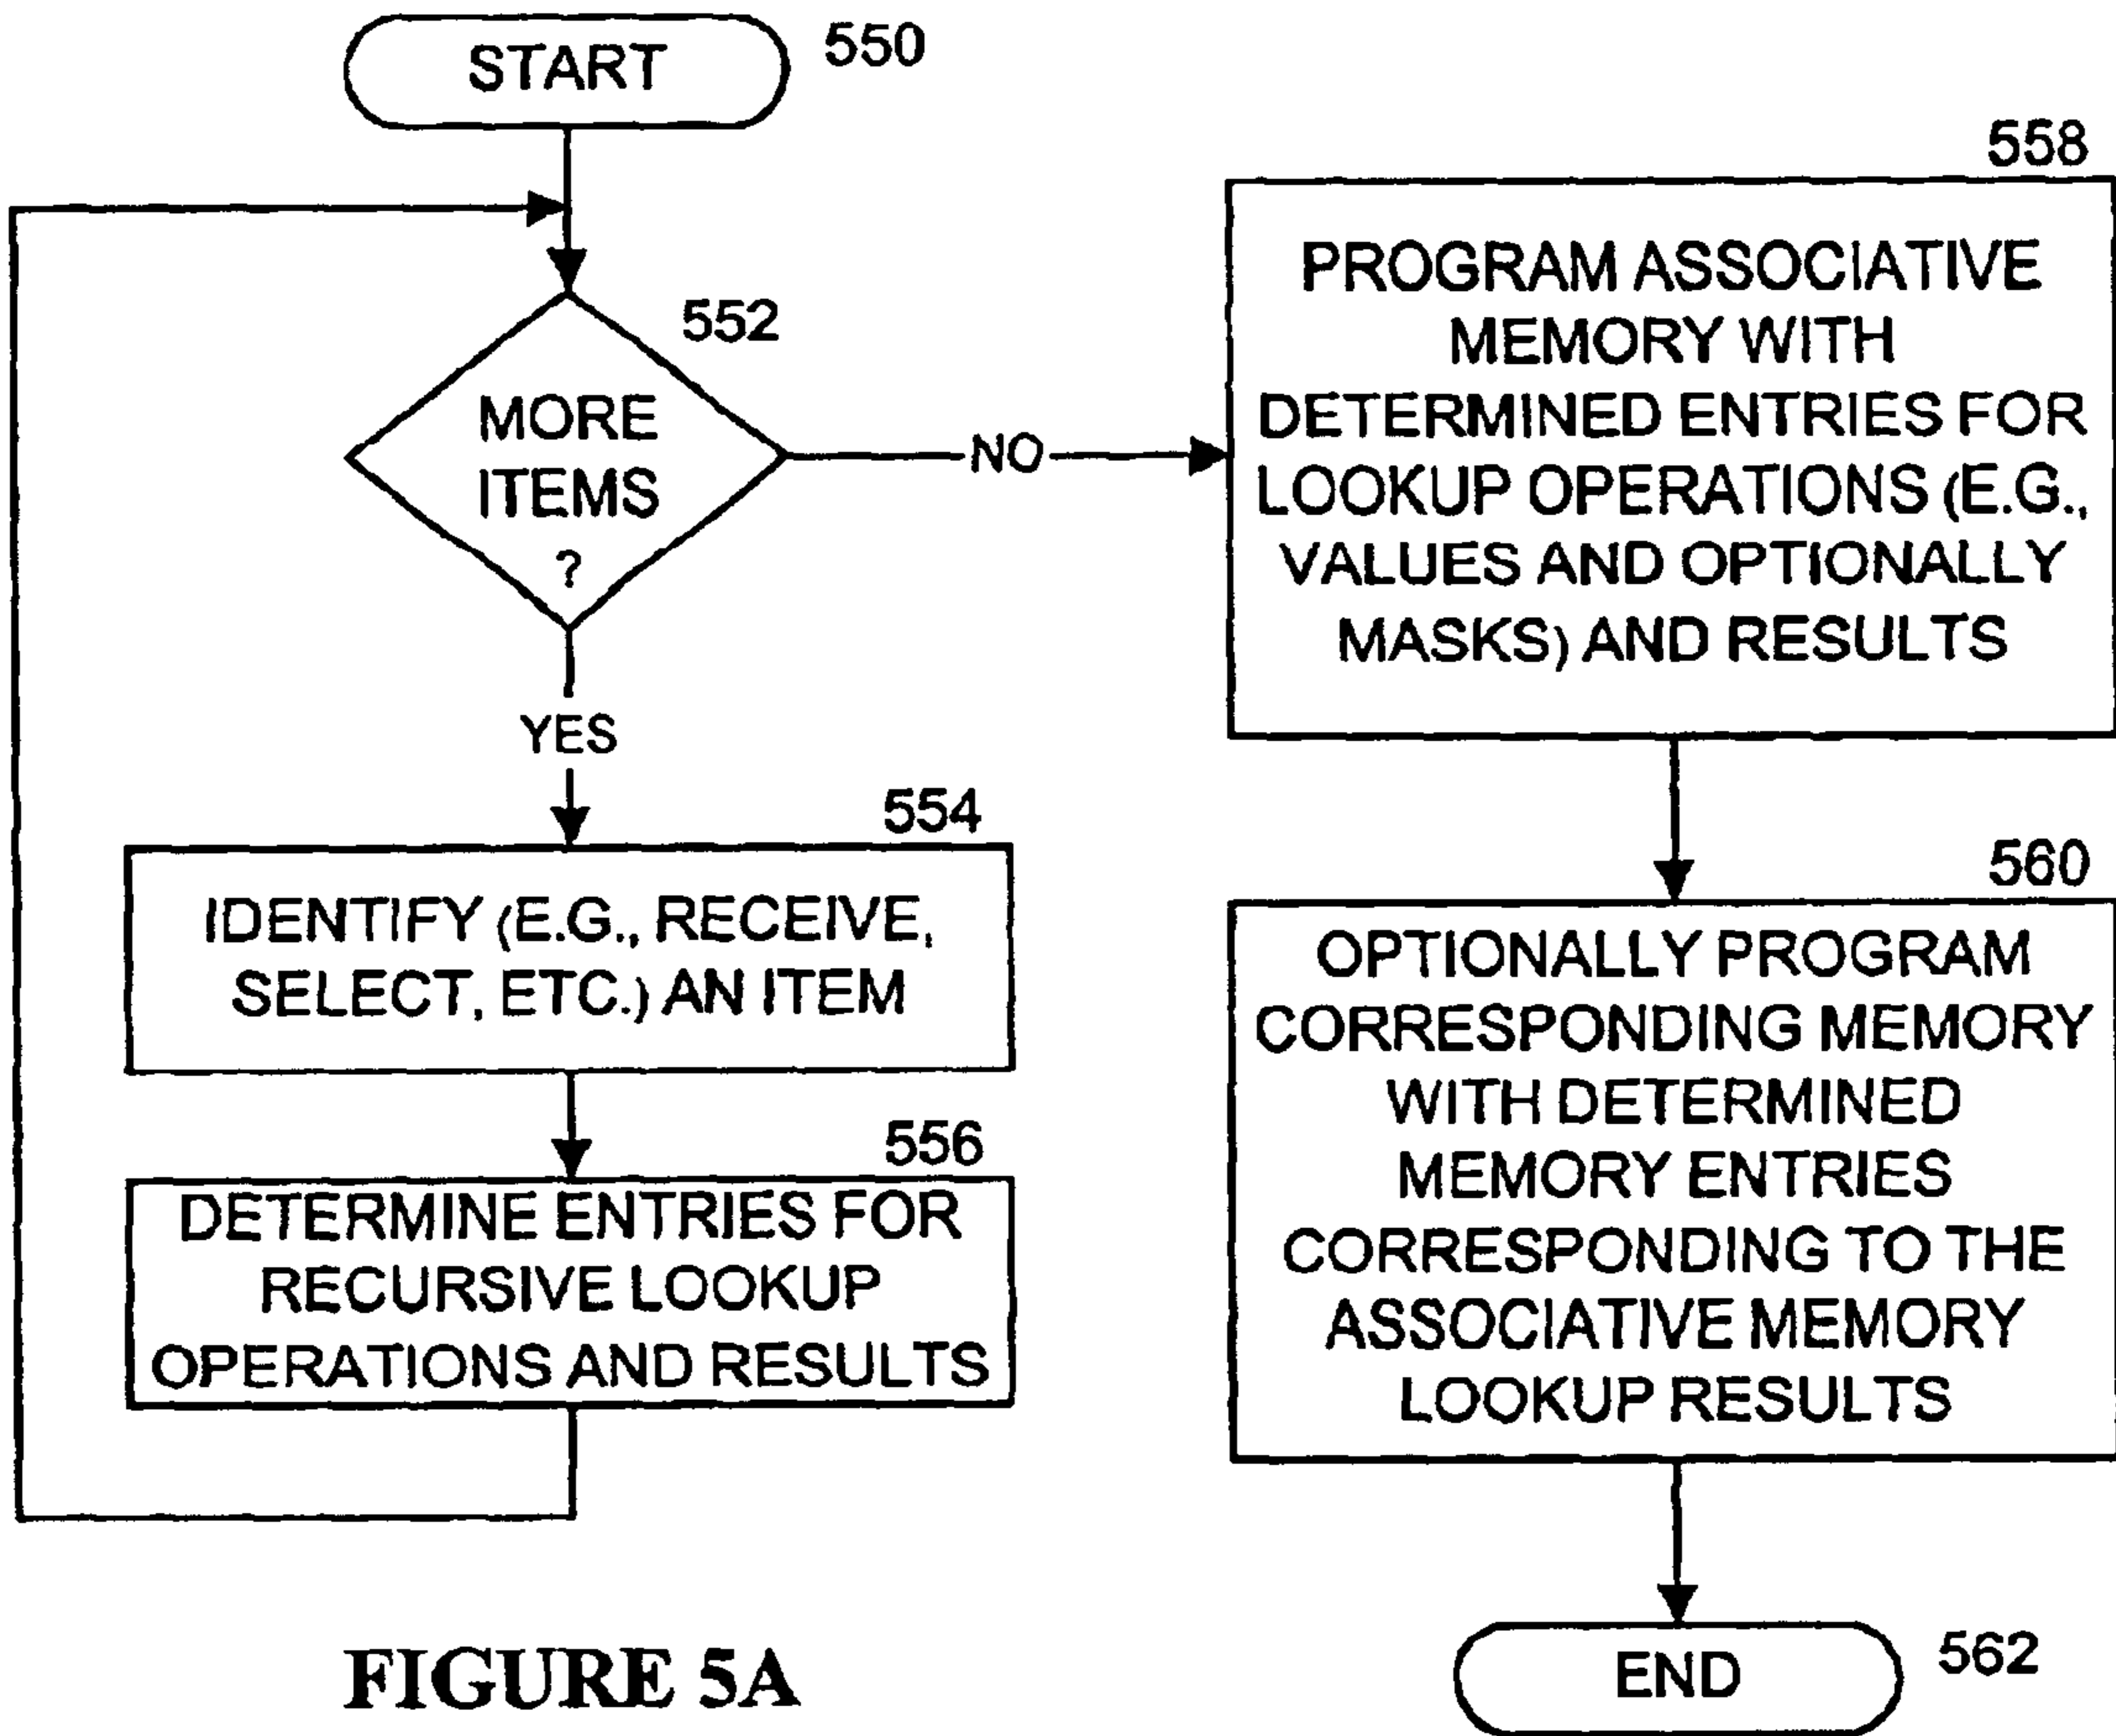 START
550
552
MORE
ITEMS
?
NO
YES
554
IDENTIFY (E.G., RECEIVE,
SELECT, ETC.) AN ITEM
556
DETERMINE ENTRIES FOR
RECURSIVE LOOKUP
OPERATIONS AND RESULTS
558
PROGRAM ASSOCIATIVE
MEMORY WITH
DETERMINED ENTRIES FOR
LOOKUP OPERATIONS (E.G.,
VALUES AND OPTIONALLY
MASKS) AND RESULTS
560
OPTIONALLY PROGRAM
CORRESPONDING MEMORY
WITH DETERMINED
MEMORY ENTRIES
CORRESPONDING TO THE
ASSOCIATIVE MEMORY
LOOKUP RESULTS
END
562
FIGURE 5A